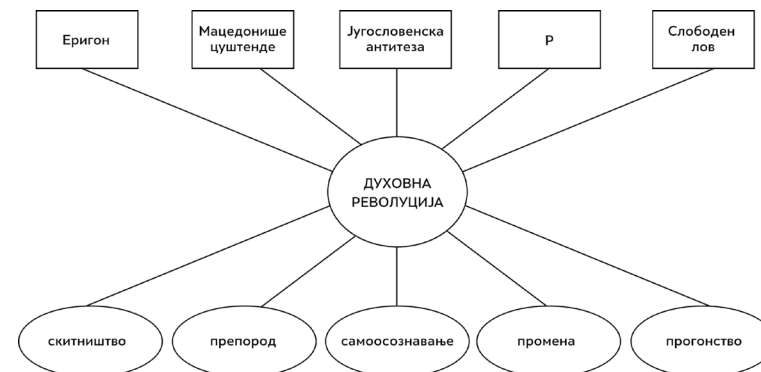 Еригон
Мацедонише
цуштенде
Југословенска
антитеза
Р
Слободен
лов
ДУХОВНА
РЕВОЛУЦИЈА
скитништво
препород
самоосознавање
промена
прогонство